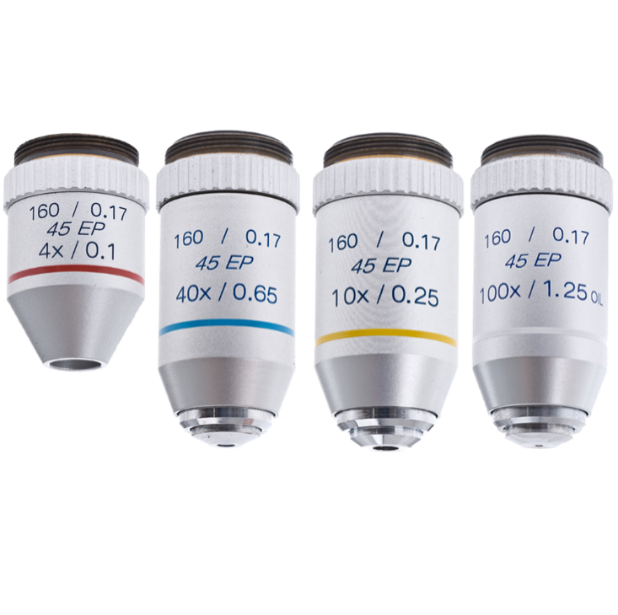 160 / 0.17
45 EP
4x / 0.1
160 / 0.17
45 EP
40x / 0.65
160 / 0.17
45 EP
10x / 0.25
160 / 0.17
45 EP
100x / 1.25 OIL